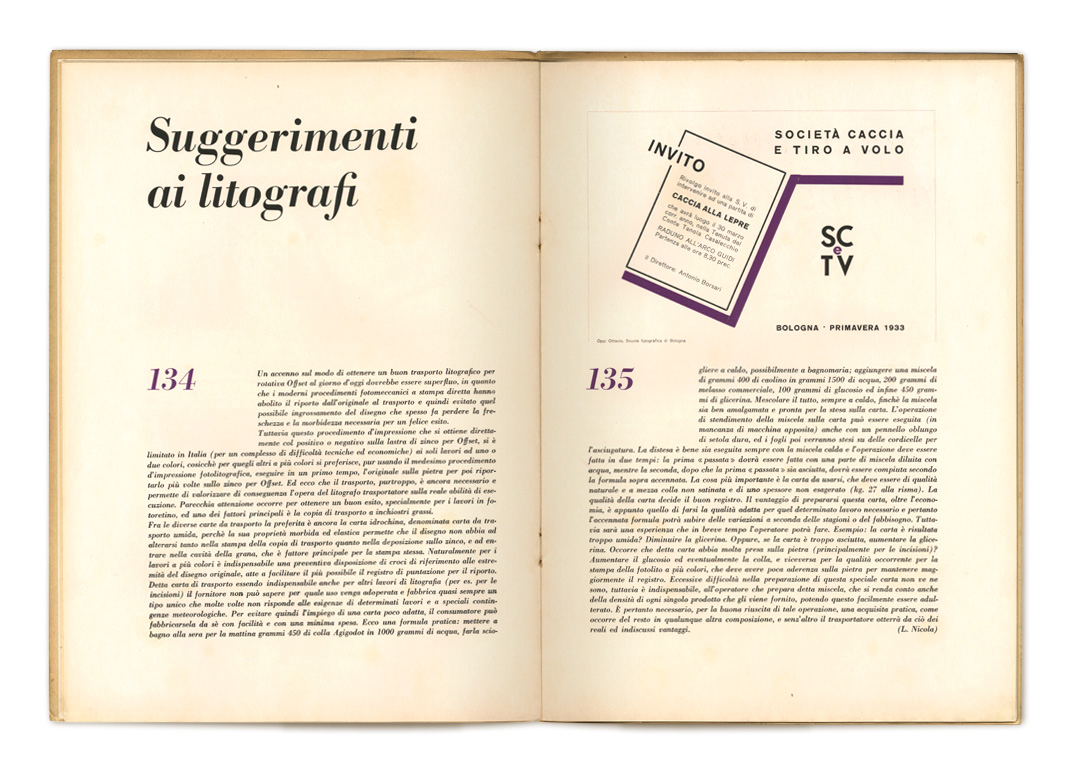 Suggerimenti
ai litografi
134
Un accenno sul modo di ottenere un buon trasporto litografico per
rotativa Offset al giorno d'oggi dovrebbe essere superfluo, in quanto
che i moderni procedimenti fotomeccanici a stampa diretta hanno
abolito il riporto dall'originale al trasporto e quindi evitato quel
possibile ingrossamento del disegno che spesso fa perdere la fre-
schezza e la morbidezza necessaria per un felice esito.
Tuttavia questo procedimento d'impressione che si ottiene diretta-
mente col positivo o negativo sulla lastra di zinco per Offset, si è
limitato in Italia (per un complesso di difficoltà tecniche ed economiche) ai soli lavori ad uno o
due colori, cosicchè per quegli altri a più colori si preferisce, pur usando il medesimo procedimento
d'impressione fotolitografica, eseguire in un primo tempo, l'originale sulla pietra per poi ripor-
tarlo più volte sullo zinco per Offset. Ed ecco che il trasporto, purtroppo, è ancora necessario e
permette di valorizzare di conseguenza l'opera del litografo trasportatore sulla reale abilità di ese-
cuzione. Parecchia attenzione occorre per ottenere un buon esito, specialmente per i lavori in fo-
toretino, ed uno dei fattori principali è la copia di trasporto a inchiostri grassi.
Fra le diverse carte da trasporto la preferita è ancora la carta idrochina, denominata carta da tra-
sporto umida, perchè la sua proprietà morbida ed elastica permette che il disegno non abbia ad
alterarsi tanto nella stampa della copia di trasporto quanto nella deposizione sullo zinco, e ad en-
trare nella cavità della grana, che è fattore principale per la stampa stessa. Naturalmente per i
lavori a più colori è indispensabile una preventiva disposizione di croci di riferimento alle estre-
mità del disegno originale, atte a facilitare il più possibile il registro di puntazione per il riporto.
Detta carta di trasporto essendo indispensabile anche per altri lavori di litografia (per es. per le
incisioni) il fornitore non può sapere per quale uso venga adoperata e fabbrica quasi sempre un
tipo unico che molte volte non risponde alle esigenze di determinati lavori e a speciali contin-
genze meteorologiche. Per evitare quindi l'impiego di una carta poco adatta, il consumatore può
fabbricarsela da sè con facilità e con una minima spesa. Ecco una formula pratica: mettere a
bagno alla sera per la mattina grammi 450 di colla Agigodot in 1000 grammi di acqua, farla scio-
INVITO
Rivolgo invito alla S. V. di
intervenire ad una partita di
CACCIA ALLA LEPRE
che avrà luogo il 30 marzo
corr. anno, nella Tenuta del
Conte Tanola Casalecchio
RADUNO ALL'ARCO GUIDI
Partenza alle ore 8,30 prec.
Il Direttore: Antonio Borsari
SOCIETÀ CACCIA
E TIRO A VOLO
SC
e
TV
BOLOGNA · PRIMAVERA 1933
Oppi Ottavio, Scuola tipografica di Bologna.
135
gliere a caldo, possibilmente a bagnomaria; aggiungere una miscela
di grammi 400 di caolino in grammi 1500 di acqua, 200 grammi di
melasso commerciale, 100 grammi di glucosio ed infine 450 gram-
mi di glicerina. Mescolare il tutto, sempre a caldo, finchè la miscela
sia ben amalgamata e pronta per la stesa sulla carta. L'operazione
di stendimento della miscela sulla carta può essere eseguita (in
mancanza di macchina apposita) anche con un pennello oblungo
di setola dura, ed i fogli poi verranno stesi su delle cordicelle per
l'asciugatura. La distesa è bene sia eseguita sempre con la miscela calda e l'operazione deve essere
fatta in due tempi: la prima « passata » dovrà essere fatta con una parte di miscela diluita con
acqua, mentre la seconda, dopo che la prima « passata » sia asciutta, dovrà essere compiuta secondo
la formula sopra accennata. La cosa più importante è la carta da usarsi, che deve essere di qualità
naturale e a mezza colla non satinata e di uno spessore non esagerato (kg. 27 alla risma). La
qualità della carta decide il buon registro. Il vantaggio di prepararsi questa carta, oltre l'econo-
mia, è appunto quello di farsi la qualità adatta per quel determinato lavoro necessario e pertanto
l'accennata formula potrà subire delle variazioni a seconda delle stagioni o del fabbisogno. Tutta-
via sarà una esperienza che in breve tempo l'operatore potrà fare. Esempio: la carta è risultata
troppo umida? Diminuire la glicerina. Oppure, se la carta è troppo asciutta, aumentare la glice-
rina. Occorre che detta carta abbia molta presa sulla pietra (principalmente per le incisioni)?
Aumentare il glucosio ed eventualmente la colla, e viceversa per la qualità occorrente per la
stampa del fotolito a più colori, che deve avere poca aderenza sulla pietra per mantenere mag-
giormente il registro. Eccessive difficoltà nella preparazione di questa speciale carta non ve ne
sono, tuttavia è indispensabile, all'operatore che prepara detta miscela, che si renda conto anche
della densità di ogni singolo prodotto che gli viene fornito, potendo questo facilmente essere adul-
terato. È pertanto necessario, per la buona riuscita di tale operazione, una acquisita pratica, come
occorre del resto in qualunque altra composizione, e senz'altro il trasportatore otterrà da ciò dei
reali ed indiscussi vantaggi. (L. Nicola)